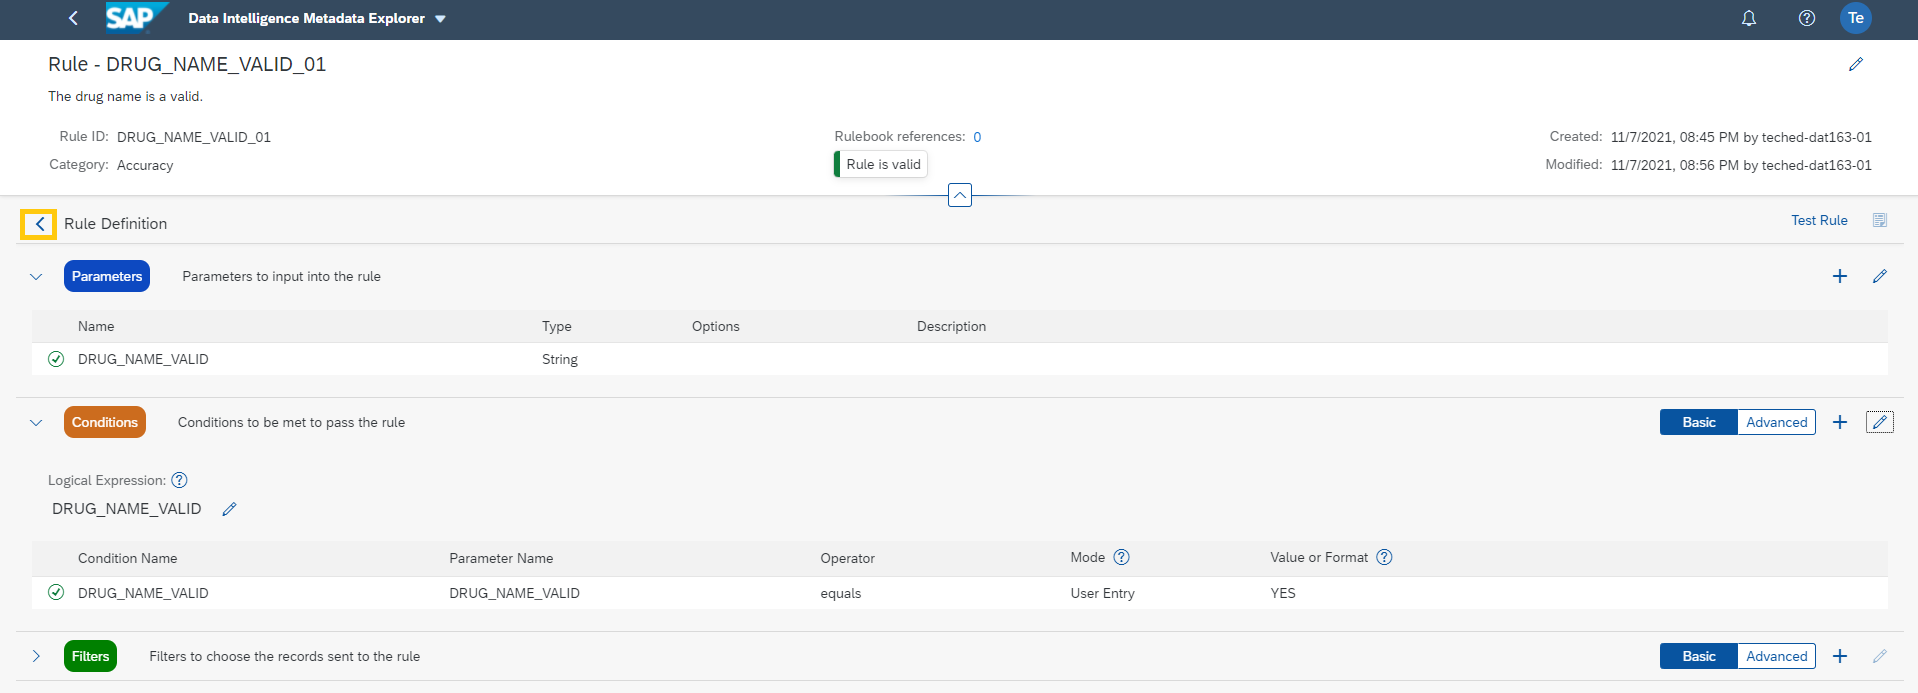 SAP Data Intelligence Metadata Explorer Te
Rule - DRUG_NAME_VALID_01
The drug name is a valid.
Rule ID: DRUG_NAME_VALID_01 Rulebook references: 0 Created: 11/7/2021, 08:45 PM by teched-dat163-01
Category: Accuracy Rule is valid Modified: 11/7/2021, 08:56 PM by teched-dat163-01
Rule Definition Test Rule
Parameters Parameters to input into the rule
Name Type Options Description
DRUG_NAME_VALID String
Conditions Conditions to be met to pass the rule Basic Advanced
Logical Expression: ?
DRUG_NAME_VALID
Condition Name Parameter Name Operator Mode ? Value or Format ?
DRUG_NAME_VALID DRUG_NAME_VALID equals User Entry YES
Filters Filters to choose the records sent to the rule Basic Advanced